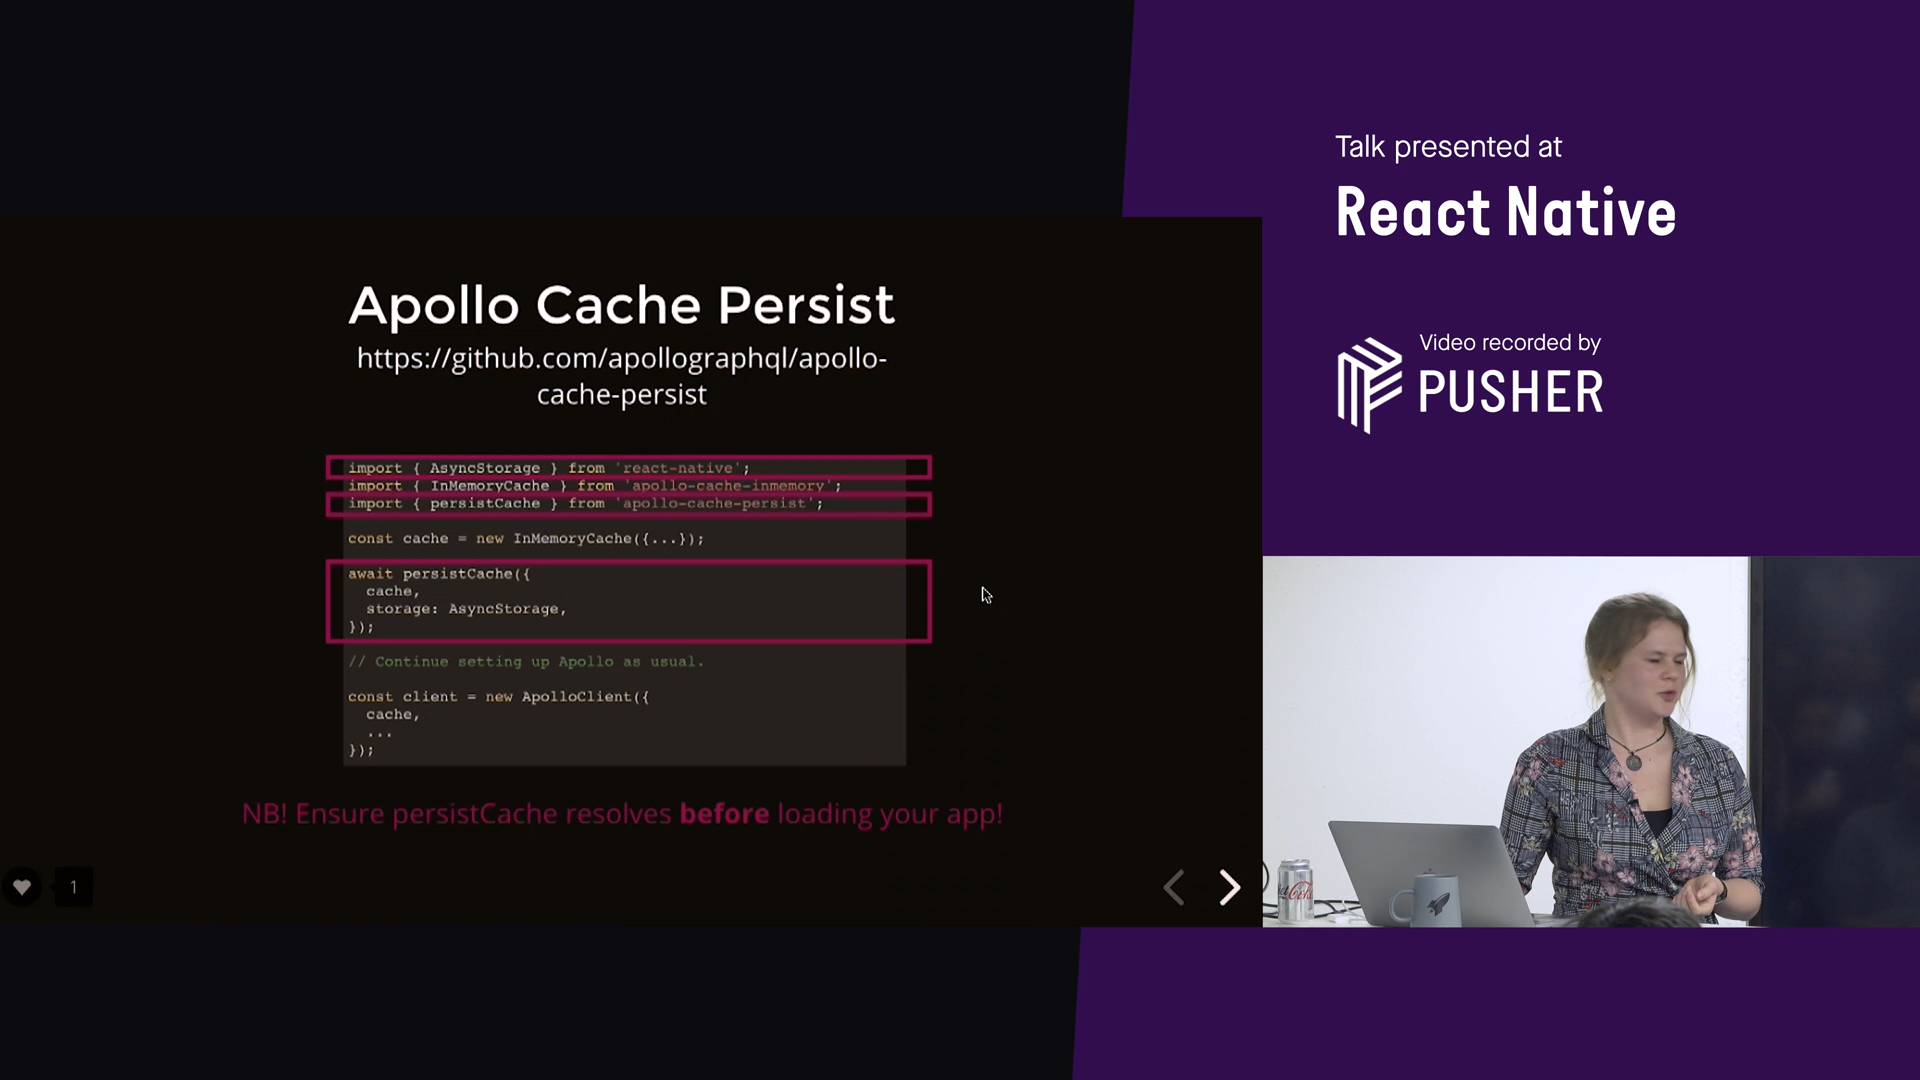 Talk presented at
React Native
Video recorded by
PUSHER
Apollo Cache Persist
https://github.com/apollographql/apollo-
cache-persist
import { AsyncStorage } from 'react-native';
import { InMemoryCache } from 'apollo-cache-inmemory';
import { persistCache } from 'apollo-cache-persist';
const cache = new InMemoryCache({...});
await persistCache({
  cache,
  storage: AsyncStorage,
});
// Continue setting up Apollo as usual.
const client = new ApolloClient({
  cache,
  ...
});
NB! Ensure persistCache resolves before loading your app!
1